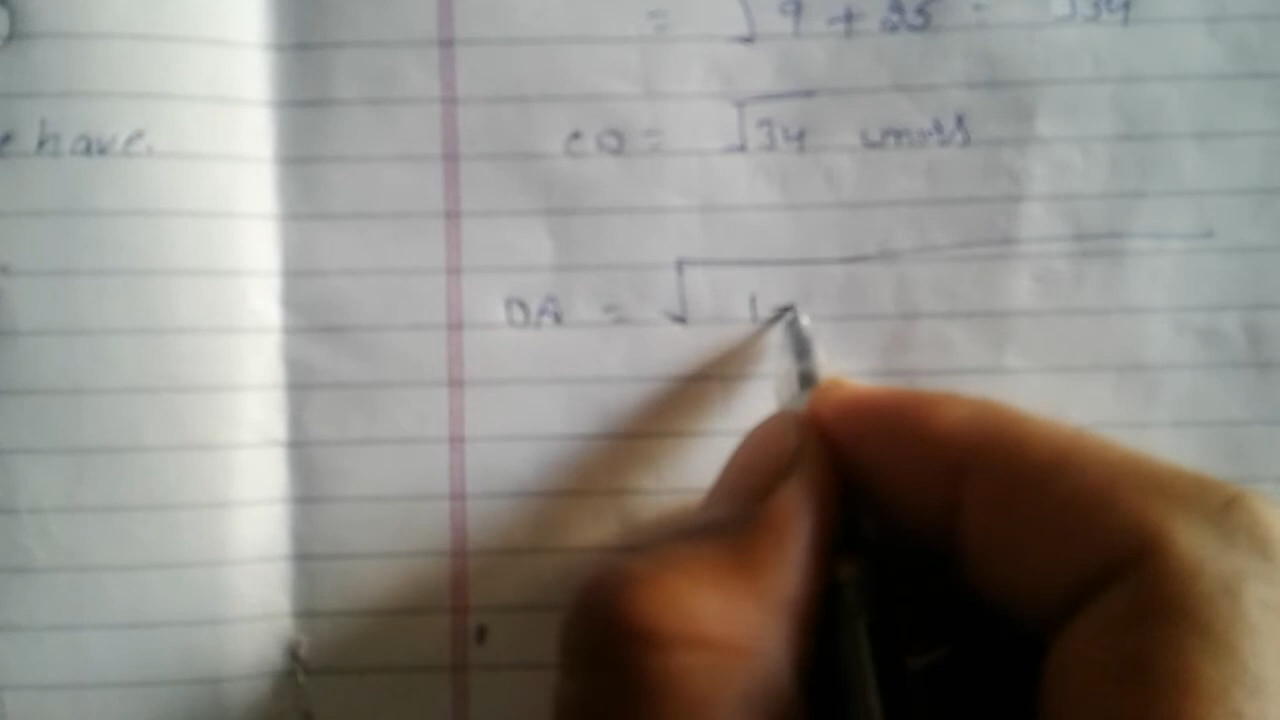 = √9 + 25 = √34
e have.
CD = √34 units
DA = √